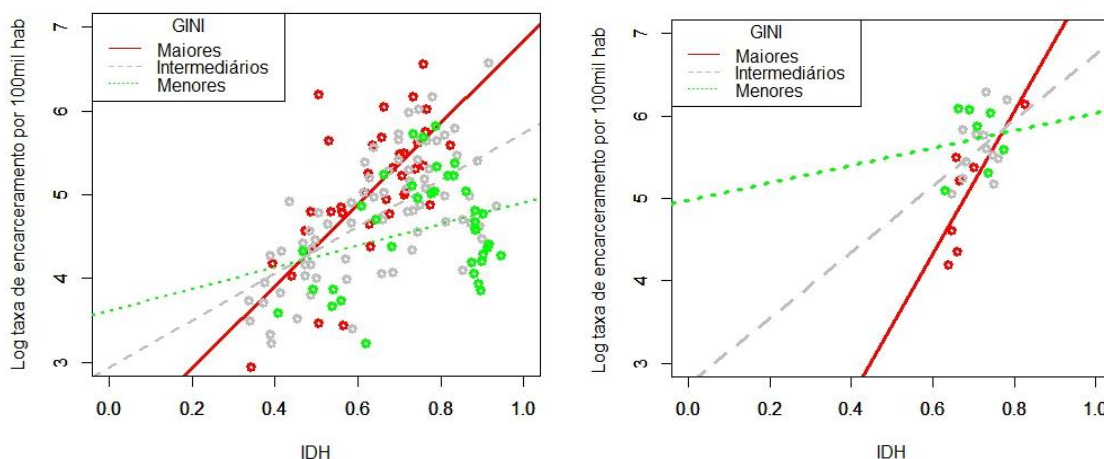 Log taxa de encarceramento por 100mil hab
7
6
5
4
3
GINI
Maiores
Intermediários
Menores
0.0 0.2 0.4 0.6 0.8 1.0
IDH
Log taxa de encarceramento por 100mil hab
7
6
5
4
3
GINI
Maiores
Intermediários
Menores
0.0 0.2 0.4 0.6 0.8 1.0
IDH